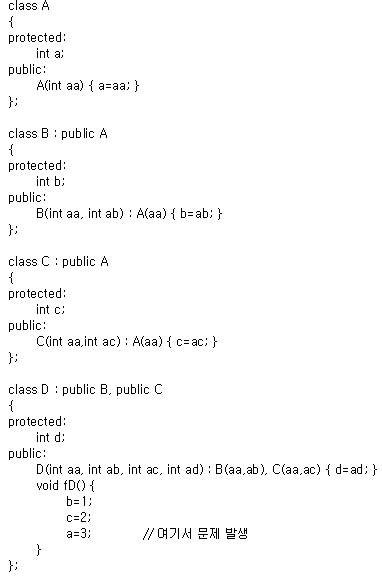 class A
{
protected:
int a;
public:
A(int aa) { a=aa; }
};
class B : public A
{
protected:
int b;
public:
B(int aa, int ab) : A(aa) { b=ab; }
};
class C : public A
{
protected:
int c;
public:
C(int aa,int ac) : A(aa) { c=ac; }
};
class D : public B, public C
{
protected:
int d;
public:
D(int aa, int ab, int ac, int ad) : B(aa,ab), C(aa,ac) { d=ad; }
void fD() {
b=1;
c=2;
a=3; // 여기서 문제 발생
}
};